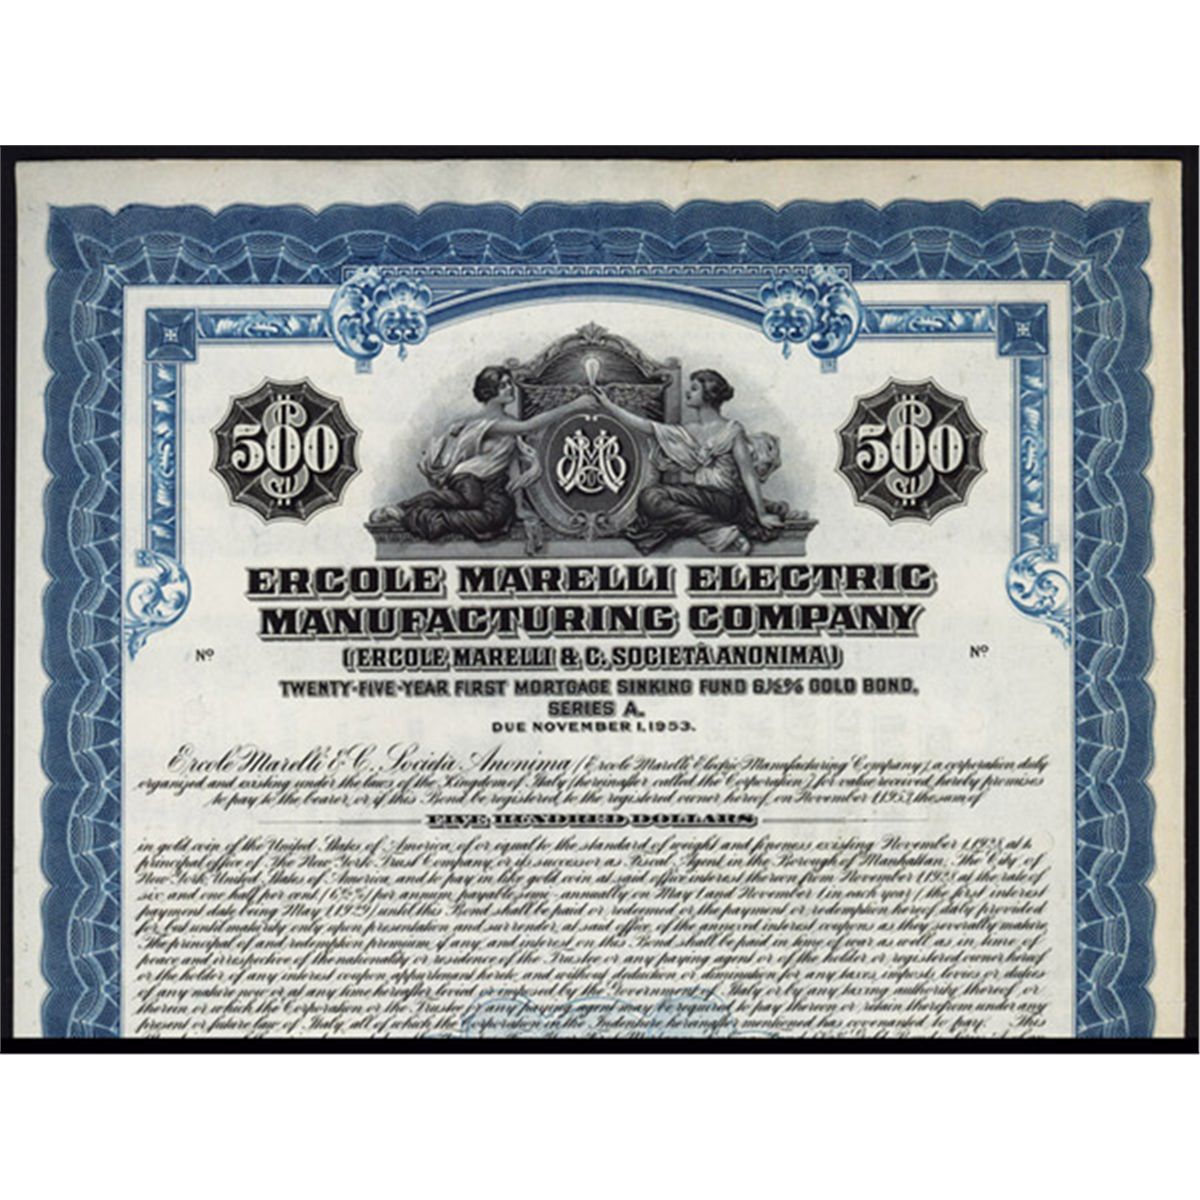 500 500
ERCOLE MARELLI ELECTRIC
MANUFACTURING COMPANY
(ERCOLE MARELLI & C. SOCIETÀ ANONIMA)
Nº Nº
TWENTY-FIVE-YEAR FIRST MORTGAGE SINKING FUND 6½% GOLD BOND,
SERIES A.
DUE NOVEMBER 1, 1953.
Ercole Marelli & C. Società Anonima (Ercole Marelli Electric Manufacturing Company), a corporation duly
organized and existing under the laws of the Kingdom of Italy (hereinafter called the Corporation) for value received, hereby promises
to pay to the bearer, or if this Bond be registered, to the registered owner hereof, on November 1, 1953, the sum of
FIVE HUNDRED DOLLARS
in gold coin of the United States of America, of or equal to the standard of weight and fineness existing November 1, 1928, at the
principal office of The New York Trust Company, or its successor as Fiscal Agent, in the Borough of Manhattan, The City of
New York, United States of America, and to pay in like gold coin at said office interest thereon from November 1, 1928, at the rate of
six and one half per cent (6½%) per annum, payable semi-annually on May 1 and November 1 in each year (the first interest
payment date being May 1, 1929) until this Bond shall be paid or redeemed or the payment or redemption hereof duly provided
for, but until maturity only upon presentation and surrender at said office of the annexed interest coupons as they severally mature.
The principal of and redemption premium, if any, and interest on this Bond shall be paid in time of war as well as in time of
peace and irrespective of the nationality or residence of the Trustee or any paying agent or of the holder or registered owner hereof
or the holder of any interest coupon appurtenant hereto, and without deduction or diminution for any taxes, imposts, levies or duties
of any nature now or at any time hereafter levied or imposed by the Government of Italy or by any taxing authority thereof or
therein, or which the Corporation or the Trustee or any paying agent may be required to pay thereon or retain therefrom under any
present or future law of Italy, all of which the Corporation in the Indenture hereinafter mentioned has covenanted to pay. This